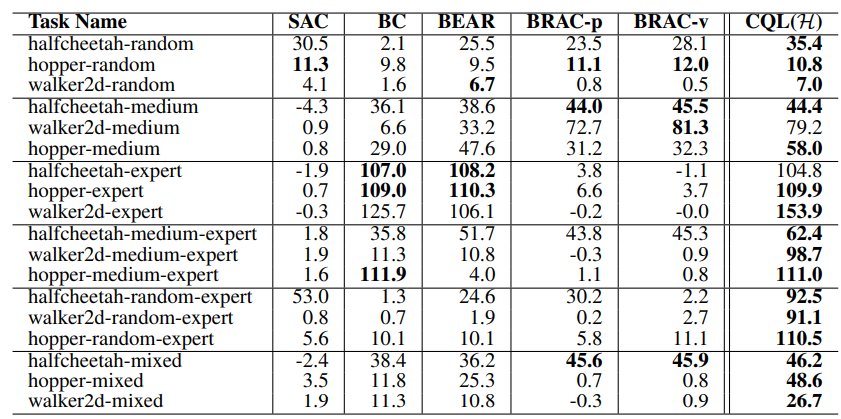 Task Name SAC BC BEAR BRAC-p BRAC-v CQL(ℋ)
halfcheetah-random 30.5 2.1 25.5 23.5 28.1 35.4
hopper-random 11.3 9.8 9.5 11.1 12.0 10.8
walker2d-random 4.1 1.6 6.7 0.8 0.5 7.0
halfcheetah-medium -4.3 36.1 38.6 44.0 45.5 44.4
walker2d-medium 0.9 6.6 33.2 72.7 81.3 79.2
hopper-medium 0.8 29.0 47.6 31.2 32.3 58.0
halfcheetah-expert -1.9 107.0 108.2 3.8 -1.1 104.8
hopper-expert 0.7 109.0 110.3 6.6 3.7 109.9
walker2d-expert -0.3 125.7 106.1 -0.2 -0.0 153.9
halfcheetah-medium-expert 1.8 35.8 51.7 43.8 45.3 62.4
walker2d-medium-expert 1.9 11.3 10.8 -0.3 0.9 98.7
hopper-medium-expert 1.6 111.9 4.0 1.1 0.8 111.0
halfcheetah-random-expert 53.0 1.3 24.6 30.2 2.2 92.5
walker2d-random-expert 0.8 0.7 1.9 0.2 2.7 91.1
hopper-random-expert 5.6 10.1 10.1 5.8 11.1 110.5
halfcheetah-mixed -2.4 38.4 36.2 45.6 45.9 46.2
hopper-mixed 3.5 11.8 25.3 0.7 0.8 48.6
walker2d-mixed 1.9 11.3 10.8 -0.3 0.9 26.7